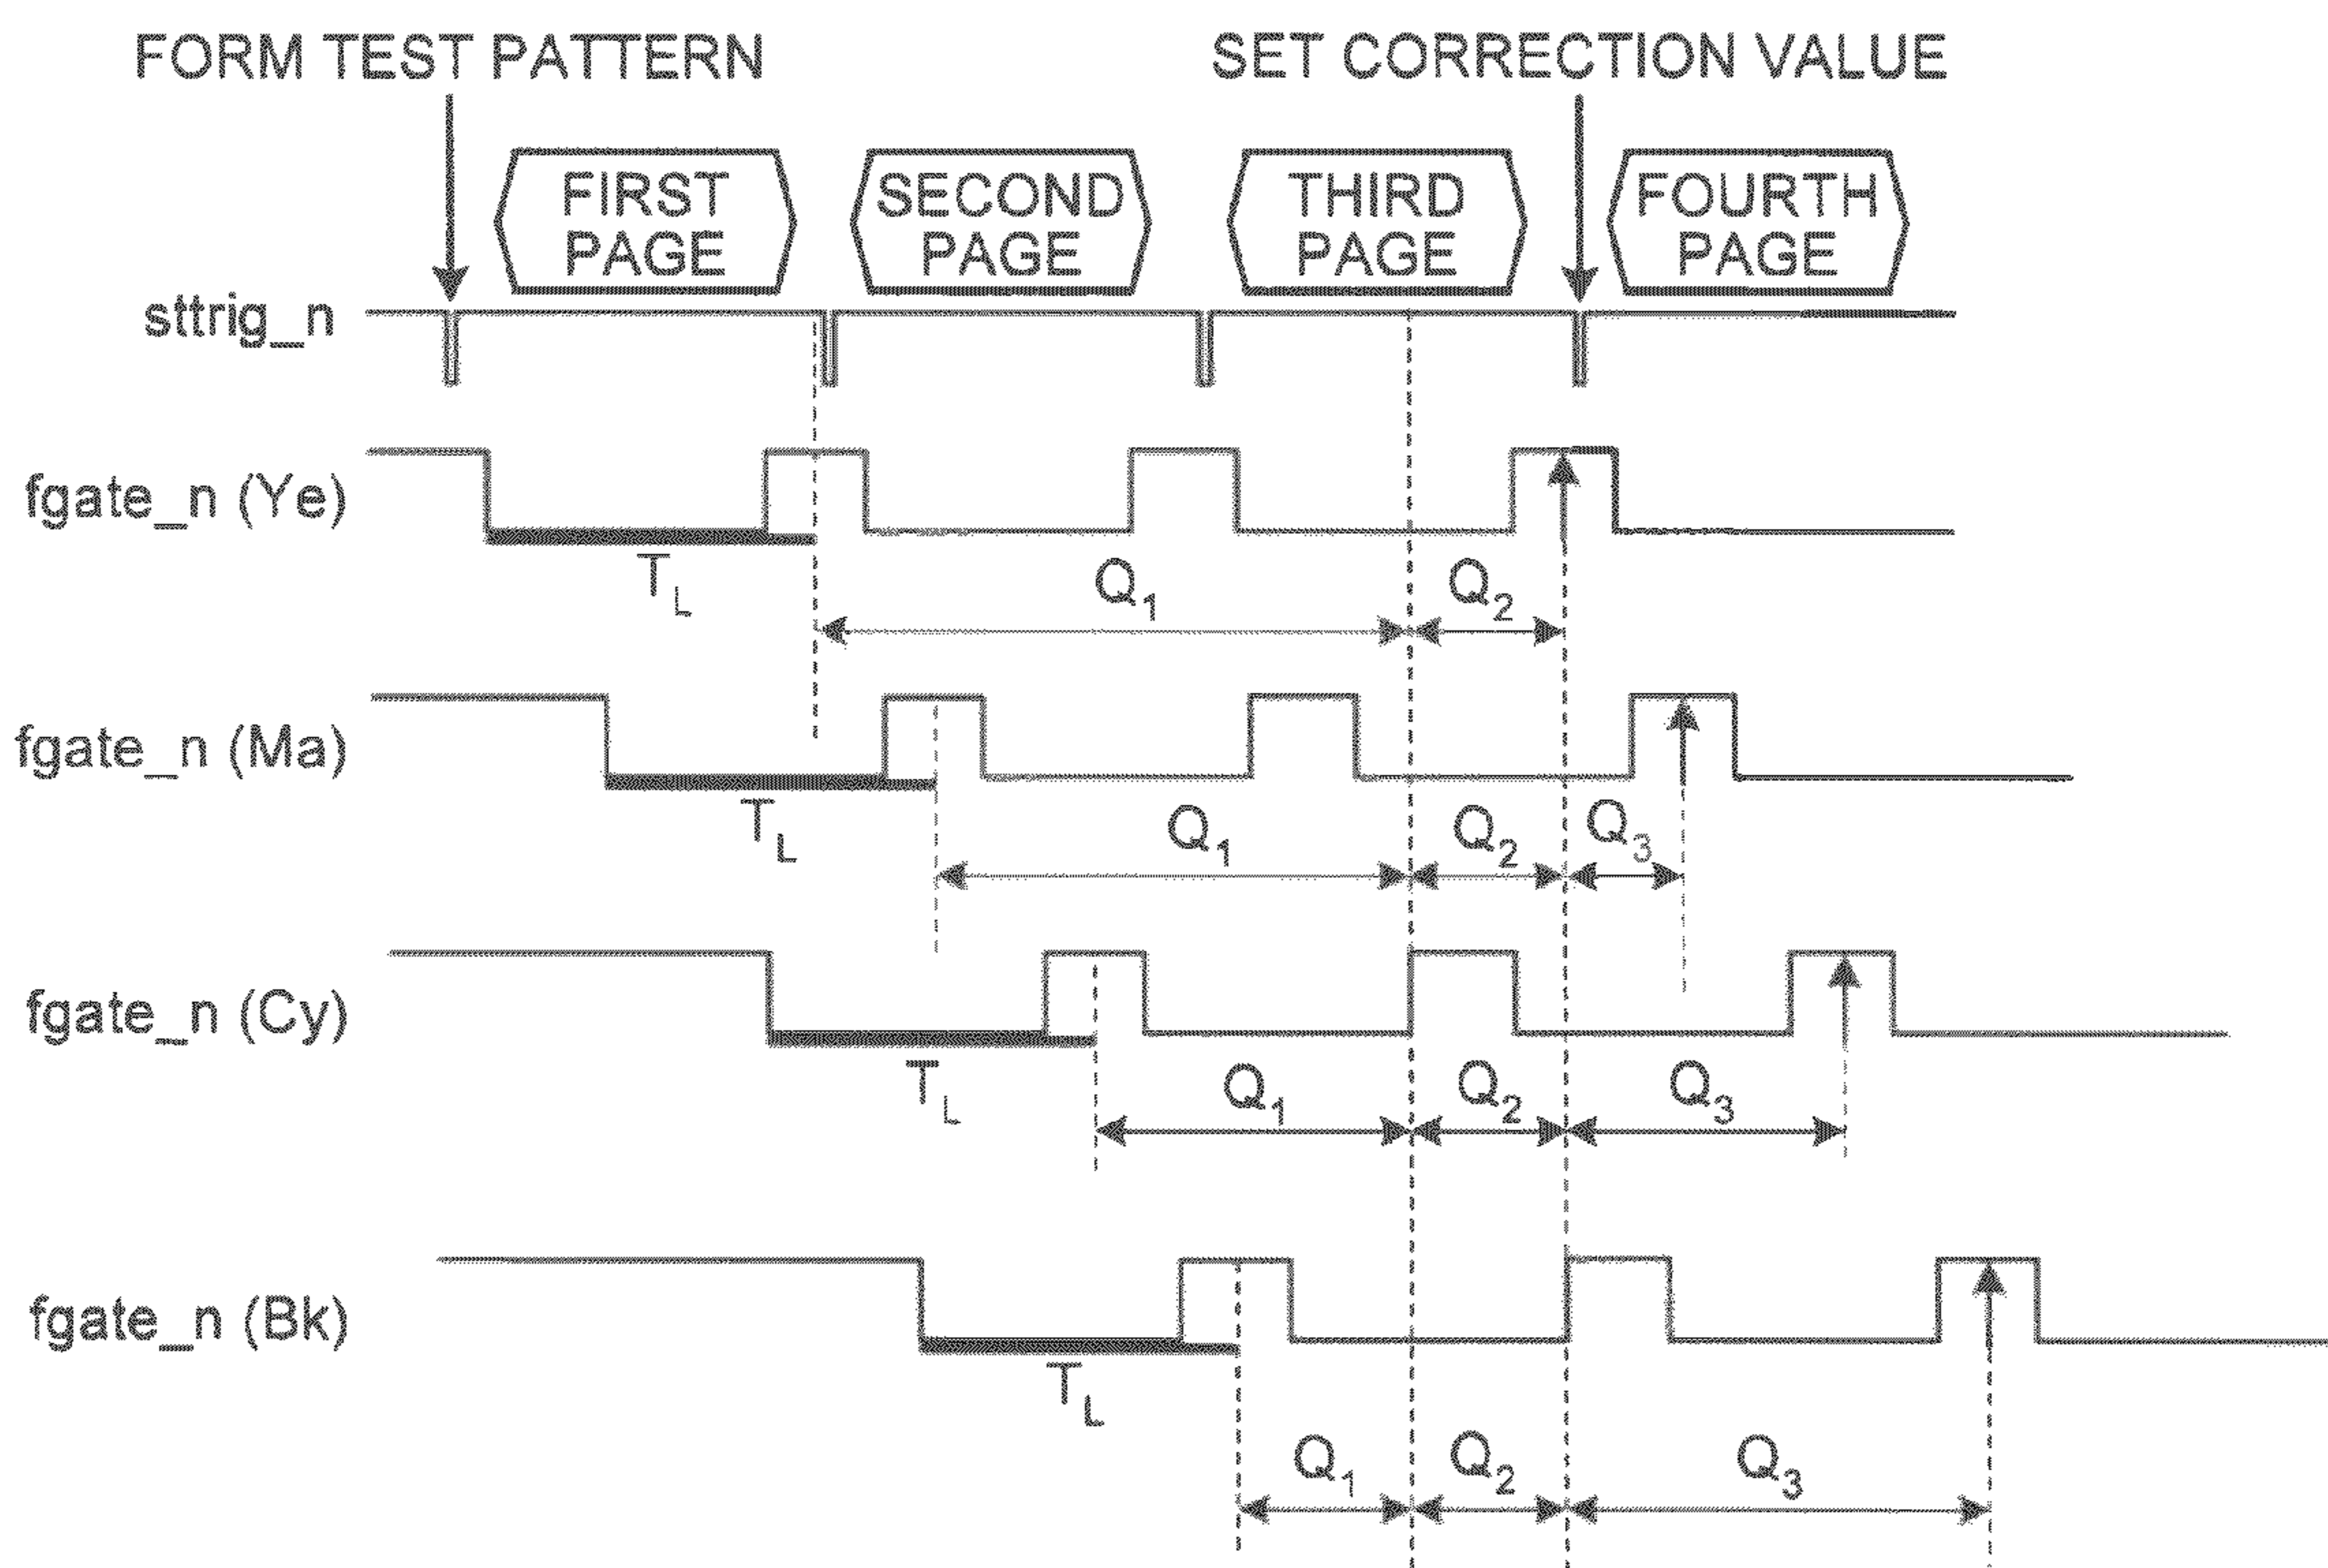 FORM TEST PATTERN
SET CORRECTION VALUE
FIRST
PAGE
SECOND
PAGE
THIRD
PAGE
FOURTH
PAGE
sttrig_n
fgate_n (Ye)
TL
Q1
Q2
fgate_n (Ma)
TL
Q1
Q2
Q3
fgate_n (Cy)
TL
Q1
Q2
Q3
fgate_n (Bk)
TL
Q1
Q2
Q3